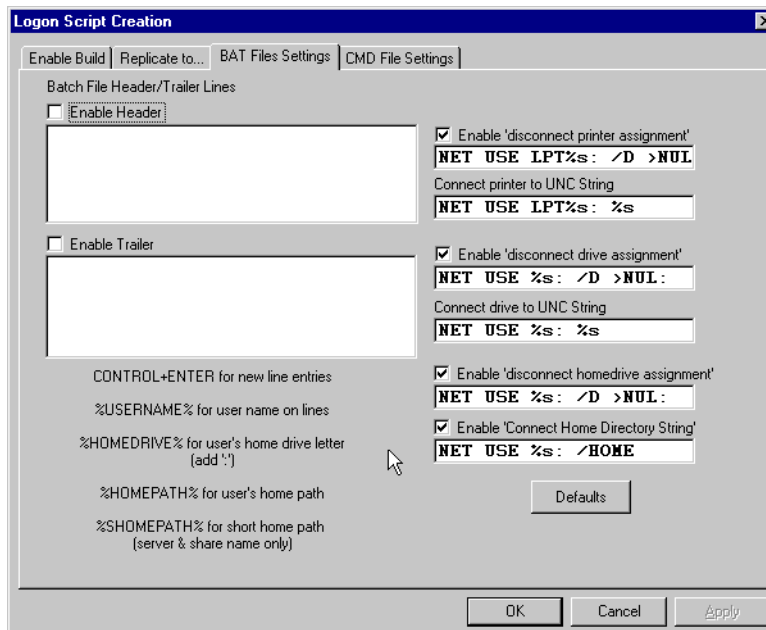 Logon Script Creation
Enable Build
Replicate to...
BAT Files Settings
CMD File Settings
Batch File Header/Trailer Lines
Enable Header
Enable Trailer
CONTROL+ENTER for new line entries
%USERNAME% for user name on lines
%HOMEDRIVE% for user's home drive letter
(add ':')
%HOMEPATH% for user's home path
%SHOMEPATH% for short home path
(server & share name only)
Enable 'disconnect printer assignment'
NET USE LPT%s: /D >NUL
Connect printer to UNC String
NET USE LPT%s: %s
Enable 'disconnect drive assignment'
NET USE %s: /D >NUL:
Connect drive to UNC String
NET USE %s: %s
Enable 'disconnect homedrive assignment'
NET USE %s: /D >NUL:
Enable 'Connect Home Directory String'
NET USE %s: /HOME
Defaults
OK
Cancel
Apply